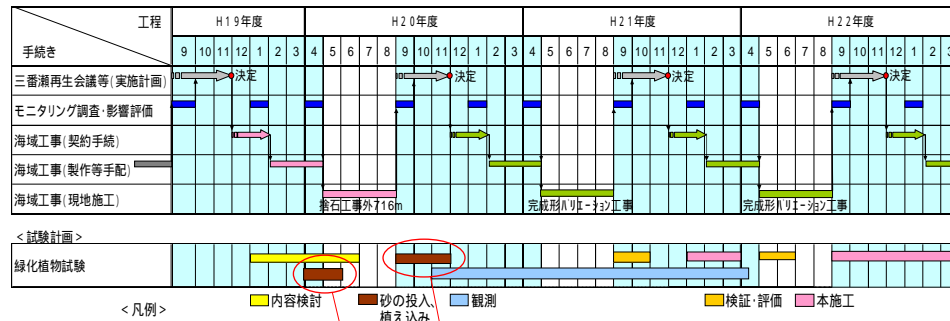 工程
H19年度 H20年度 H21年度 H22年度
手続き
9 10 11 12 1 2 3 4 5 6 7 8 9 10 11 12 1 2 3 4 5 6 7 8 9 10 11 12 1 2 3 4 5 6 7 8 9 10 11 12 1 2 3
三番瀬再生会議等(実施計画) 決定 決定 決定 決定
モニタリング調査・影響評価
海域工事(契約手続)
海域工事(製作等手配)
海域工事(現地施工) 捨石工事外716m 完成形バリエーション工事 完成形バリエーション工事
<試験計画>
緑化植物試験
<凡例> 内容検討 砂の投入、 観測 検証・評価 本施工
植え込み